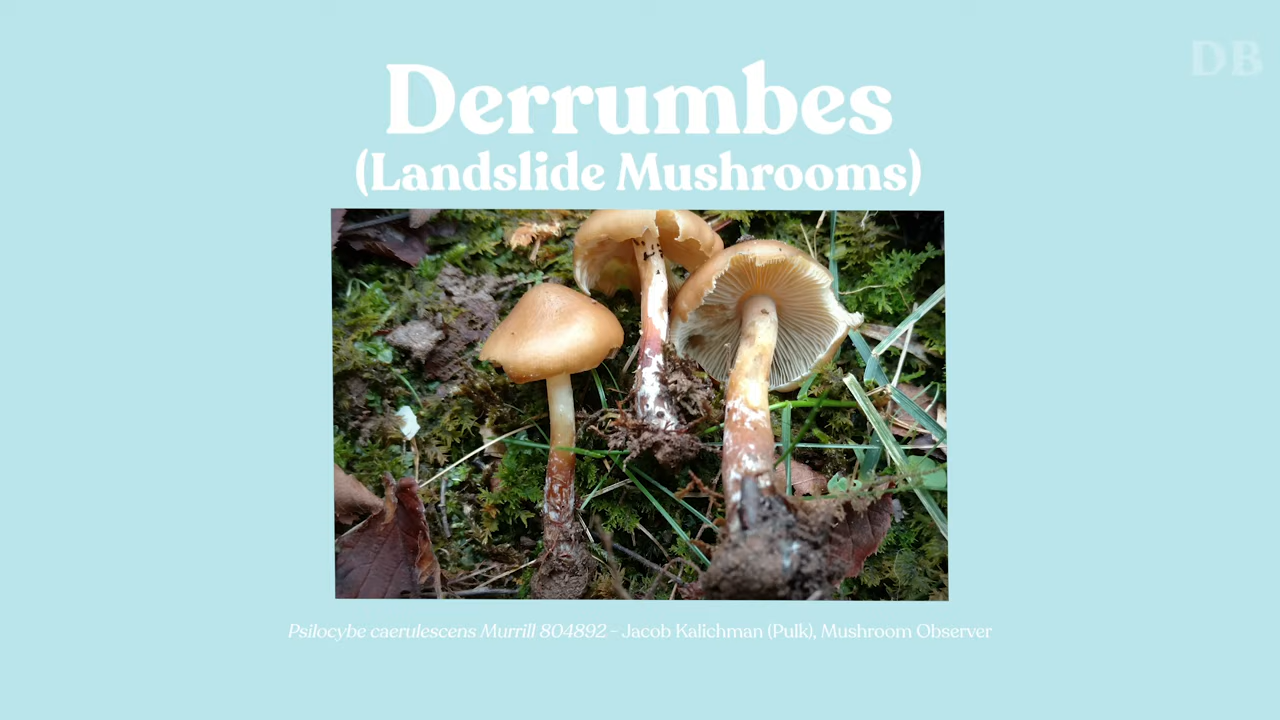 DB
Derrumbes
(Landslide Mushrooms)
Psilocybe caerulescens Murrill 804892 - Jacob Kalichman (Pulk), Mushroom Observer